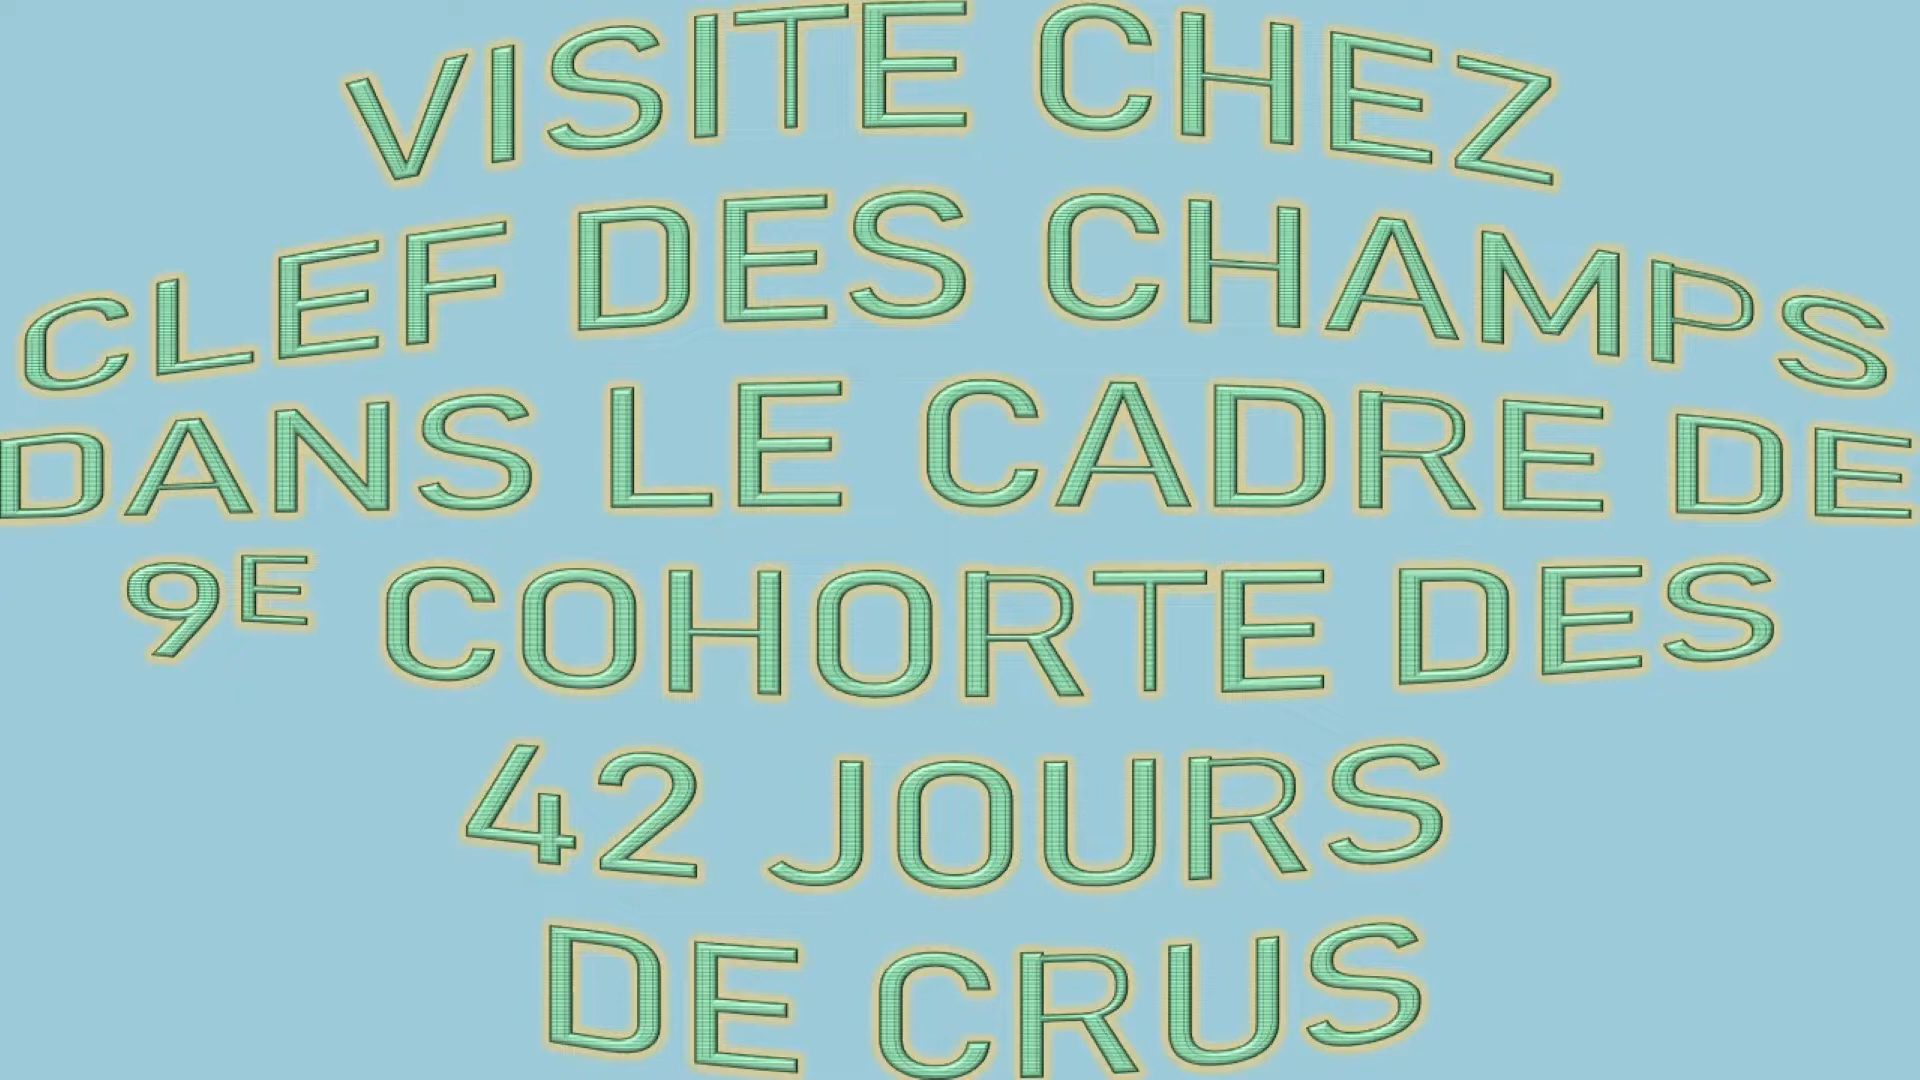 VISITE CHEZ
CLEF DES CHAMPS
DANS LE CADRE DE
9E COHORTE DES
42 JOURS
DE CRUS